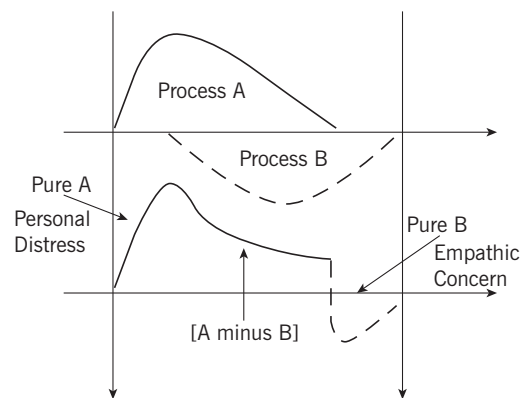 Process A
Process B
Pure A
Personal
Distress
Pure B
Empathic
Concern
[A minus B]